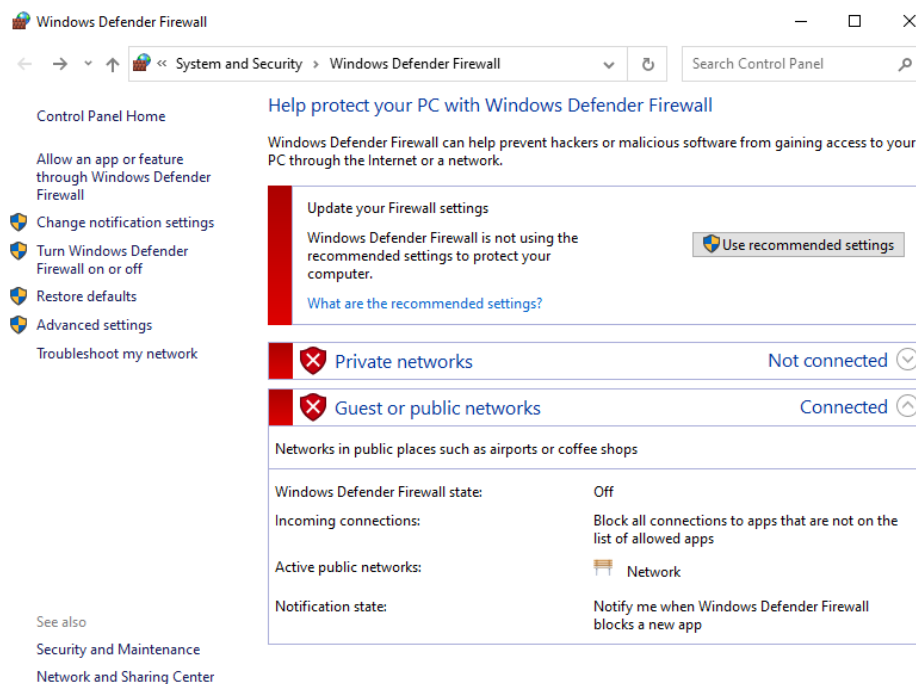 Windows Defender Firewall
« System and Security › Windows Defender Firewall
Search Control Panel
Control Panel Home
Allow an app or feature
through Windows Defender
Firewall
Change notification settings
Turn Windows Defender
Firewall on or off
Restore defaults
Advanced settings
Troubleshoot my network
See also
Security and Maintenance
Network and Sharing Center
Help protect your PC with Windows Defender Firewall
Windows Defender Firewall can help prevent hackers or malicious software from gaining access to your
PC through the Internet or a network.
Update your Firewall settings
Windows Defender Firewall is not using the
recommended settings to protect your
computer.
What are the recommended settings?
Use recommended settings
Private networks Not connected
Guest or public networks Connected
Networks in public places such as airports or coffee shops
Windows Defender Firewall state: Off
Incoming connections: Block all connections to apps that are not on the
list of allowed apps
Active public networks: Network
Notification state: Notify me when Windows Defender Firewall
blocks a new app